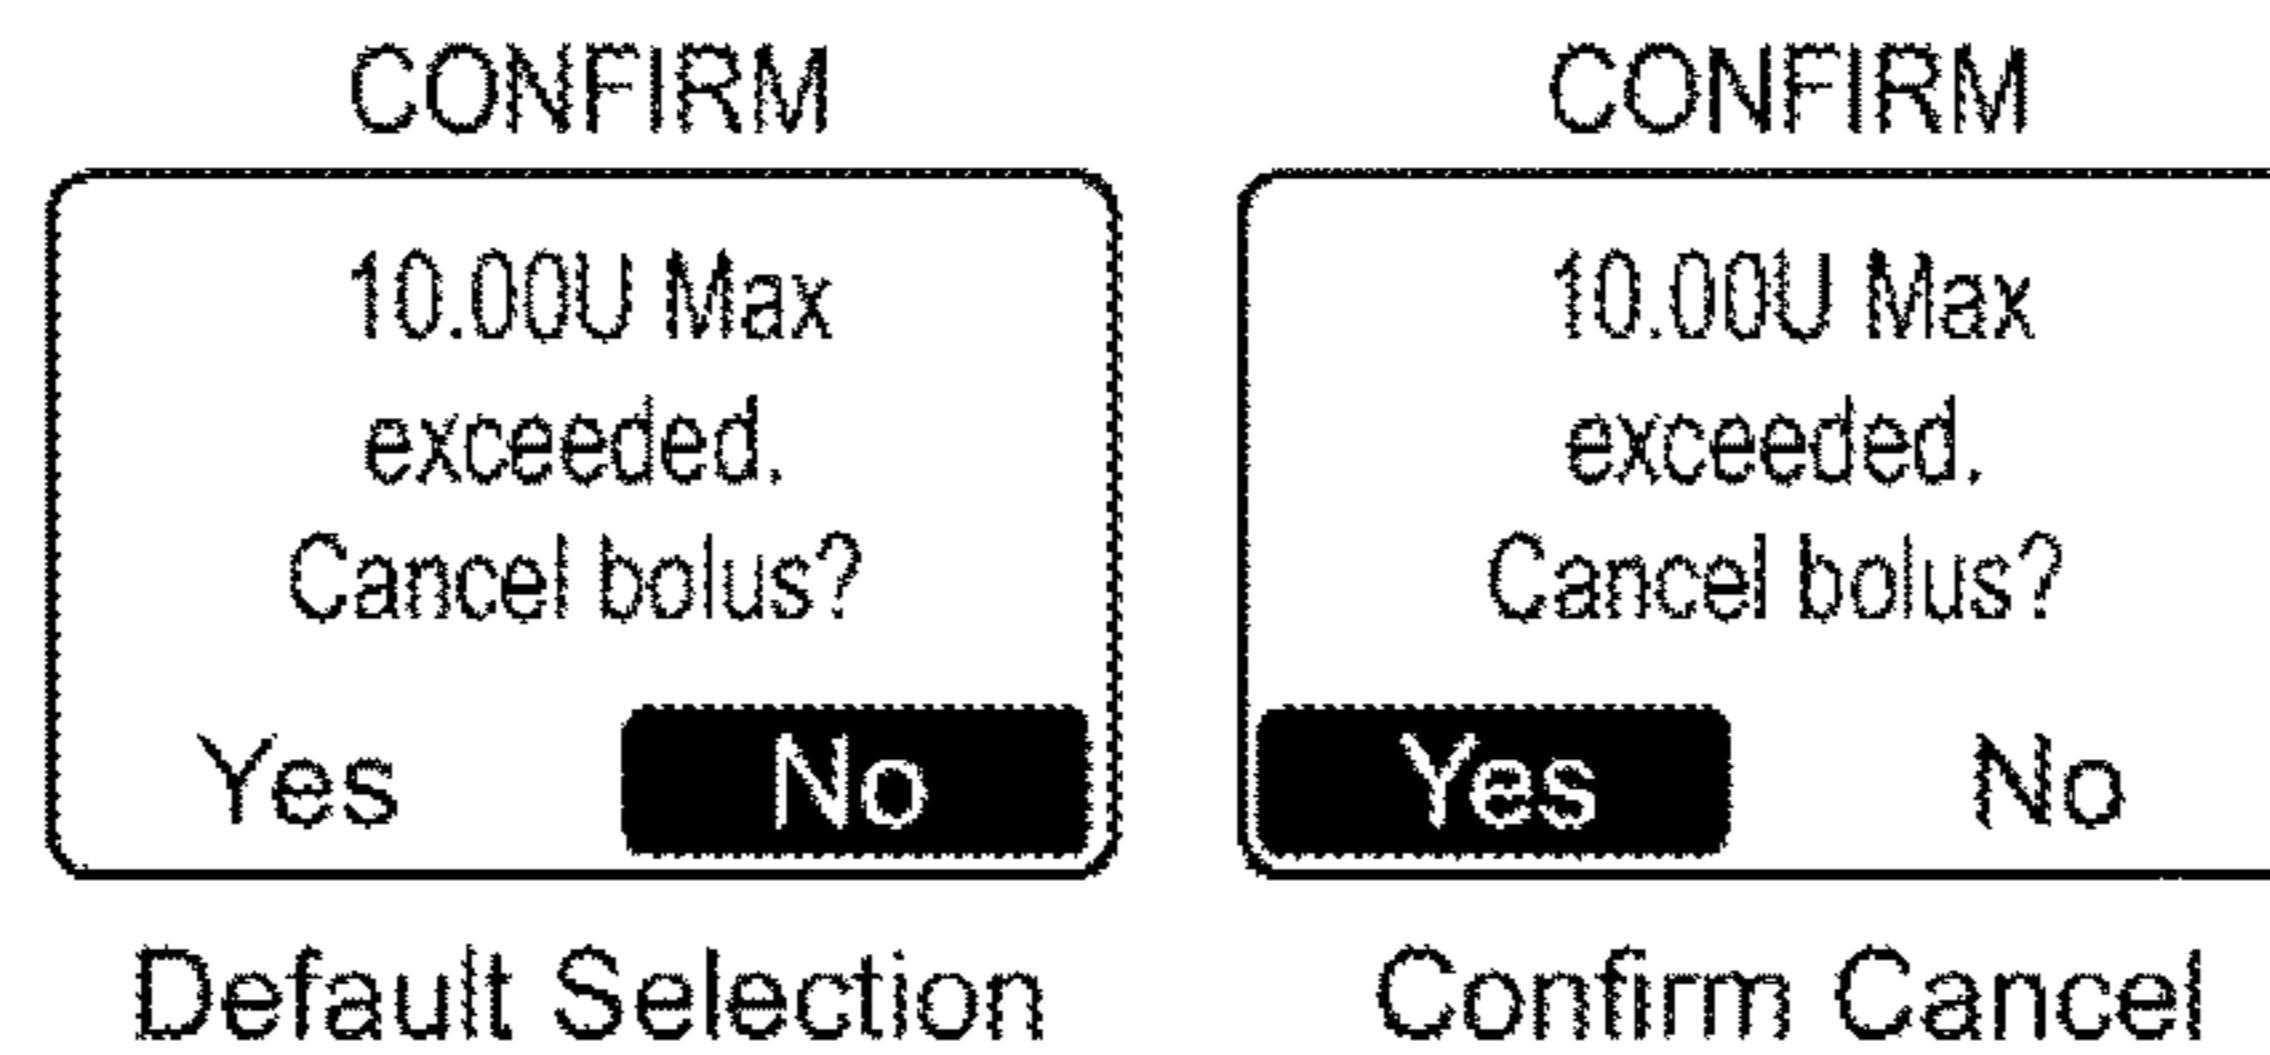 CONFIRM
10.00U Max
exceeded.
Cancel bolus?
Yes No
Default Selection
CONFIRM
10.00U Max
exceeded.
Cancel bolus?
Yes No
Confirm Cancel